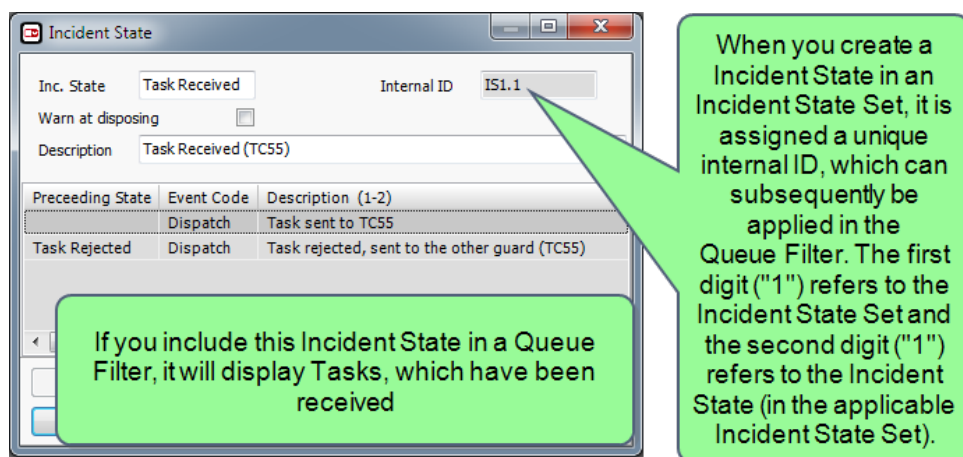 Incident State
Inc. State Task Received Internal ID IS1.1
Warn at disposing
Description Task Received (TC55)
Preceeding State Event Code Description (1-2)
Dispatch Task sent to TC55
Task Rejected Dispatch Task rejected, sent to the other guard (TC55)
If you include this Incident State in a Queue
Filter, it will display Tasks, which have been
received
When you create a
Incident State in an
Incident State Set, it is
assigned a unique
internal ID, which can
subsequently be
applied in the
Queue Filter. The first
digit ("1") refers to the
Incident State Set and
the second digit ("1")
refers to the Incident
State (in the applicable
Incident State Set).